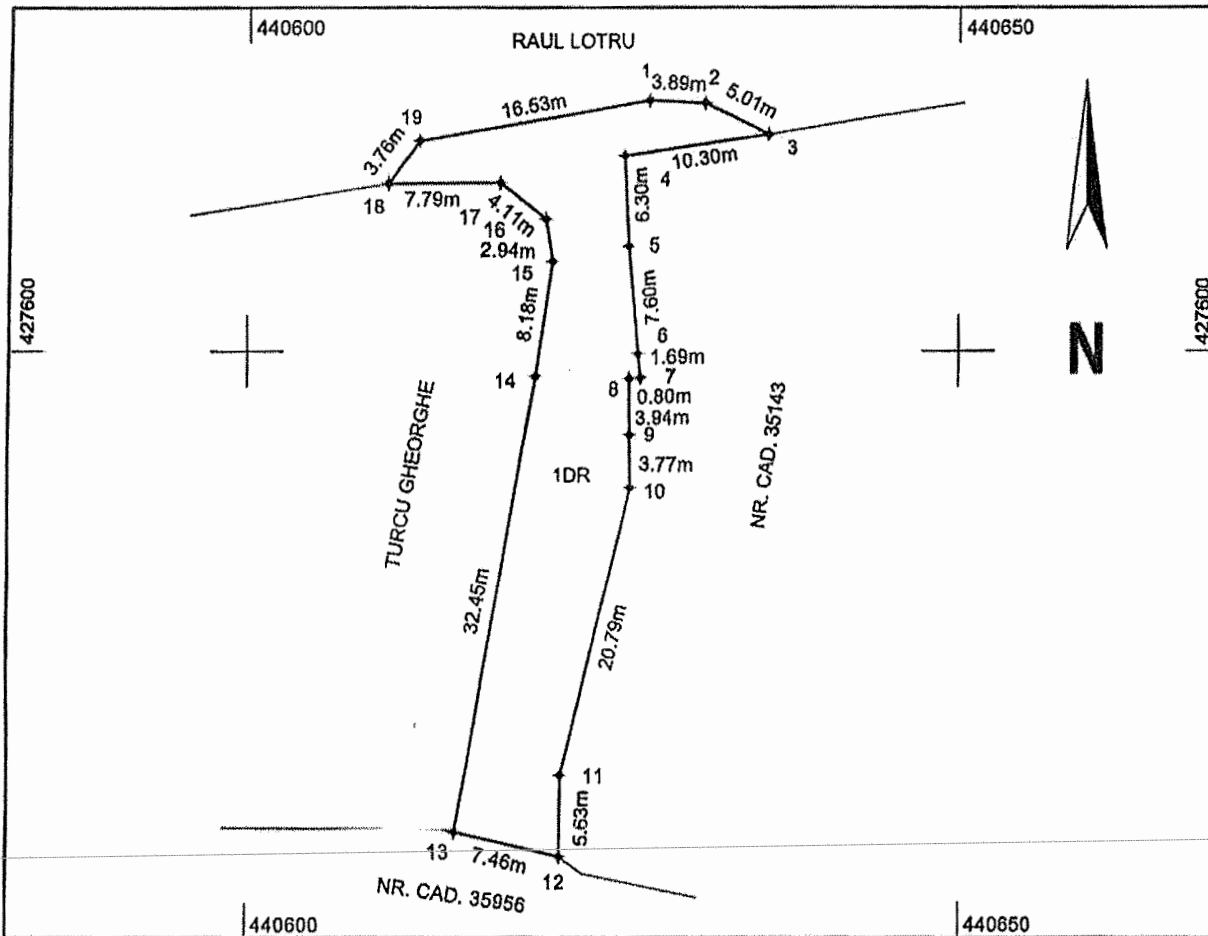 440600
440650
RAUL LOTRU
1
3.89m
2
5.01m
19
16.53m
3
3.76m
10.30m
4
18
7.79m
17
4.11m
16
6.30m
2.94m
5
15
427600
427600
8.18m
7.60m
6
1.69m
N
14
8
7
0.80m
3.94m
9
TURCU GHEORGHE
1DR
3.77m
10
NR. CAD. 35143
32.45m
20.79m
11
5.63m
13
7.46m
12
NR. CAD. 35956
440600
440650